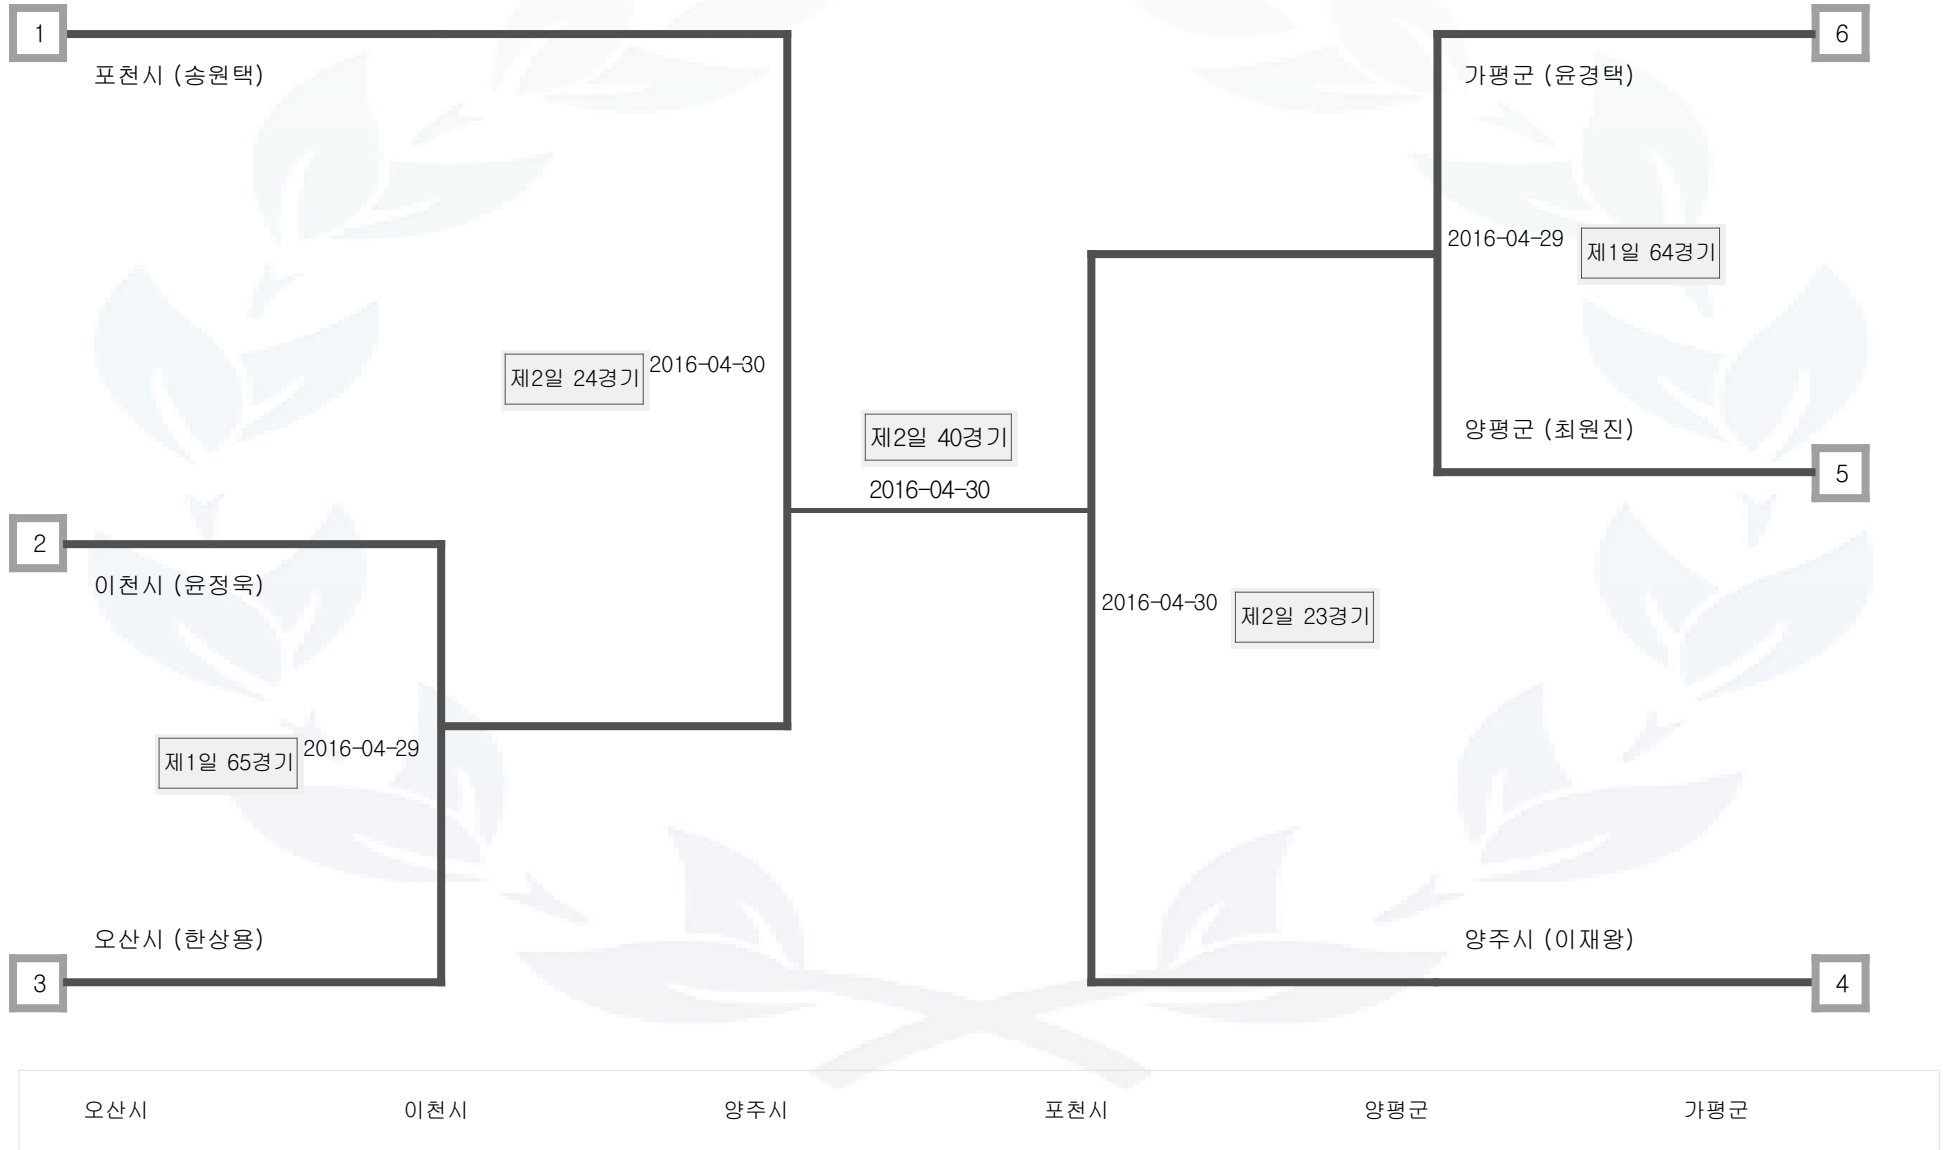 1
6
포천시 (송원택)
가평군 (윤경택)
2016-04-29
제1일 64경기
제2일 24경기
2016-04-30
제2일 40경기
양평군 (최원진)
5
2016-04-30
2
이천시 (윤정욱)
2016-04-30
제2일 23경기
제1일 65경기
2016-04-29
오산시 (한상용)
양주시 (이재왕)
3
4
오산시 이천시 양주시 포천시 양평군 가평군